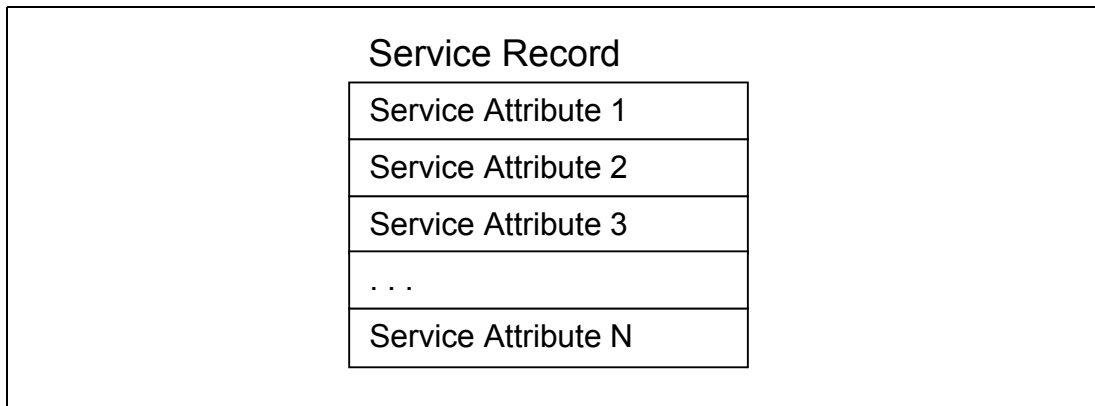 Service Record
Service Attribute 1
Service Attribute 2
Service Attribute 3
. . .
Service Attribute N